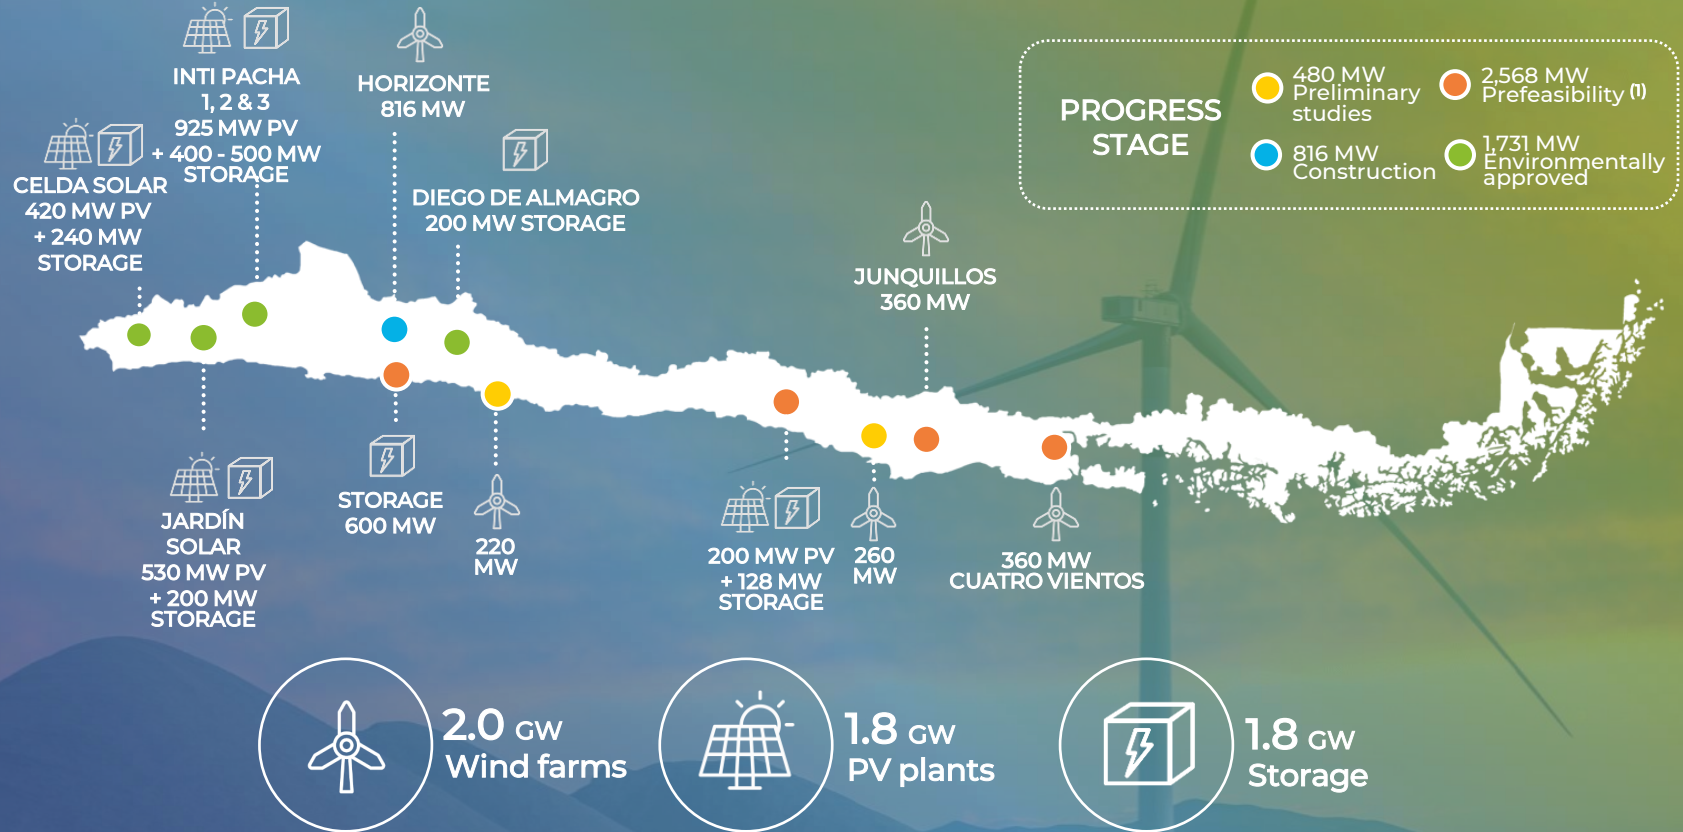 INTI PACHA
1, 2 & 3
925 MW PV
+ 400 - 500 MW
STORAGE
HORIZONTE
816 MW
CELDA SOLAR
420 MW PV
+ 240 MW
STORAGE
DIEGO DE ALMAGRO
200 MW STORAGE
JUNQUILLOS
360 MW
PROGRESS
STAGE
480 MW
Preliminary
studies
2,568 MW
Prefeasibility (1)
816 MW
Construction
1,731 MW
Environmentally
approved
JARDÍN
SOLAR
530 MW PV
+ 200 MW
STORAGE
STORAGE
600 MW
220
MW
200 MW PV
+ 128 MW
STORAGE
260
MW
360 MW
CUATRO VIENTOS
2.0 GW
Wind farms
1.8 GW
PV plants
1.8 GW
Storage